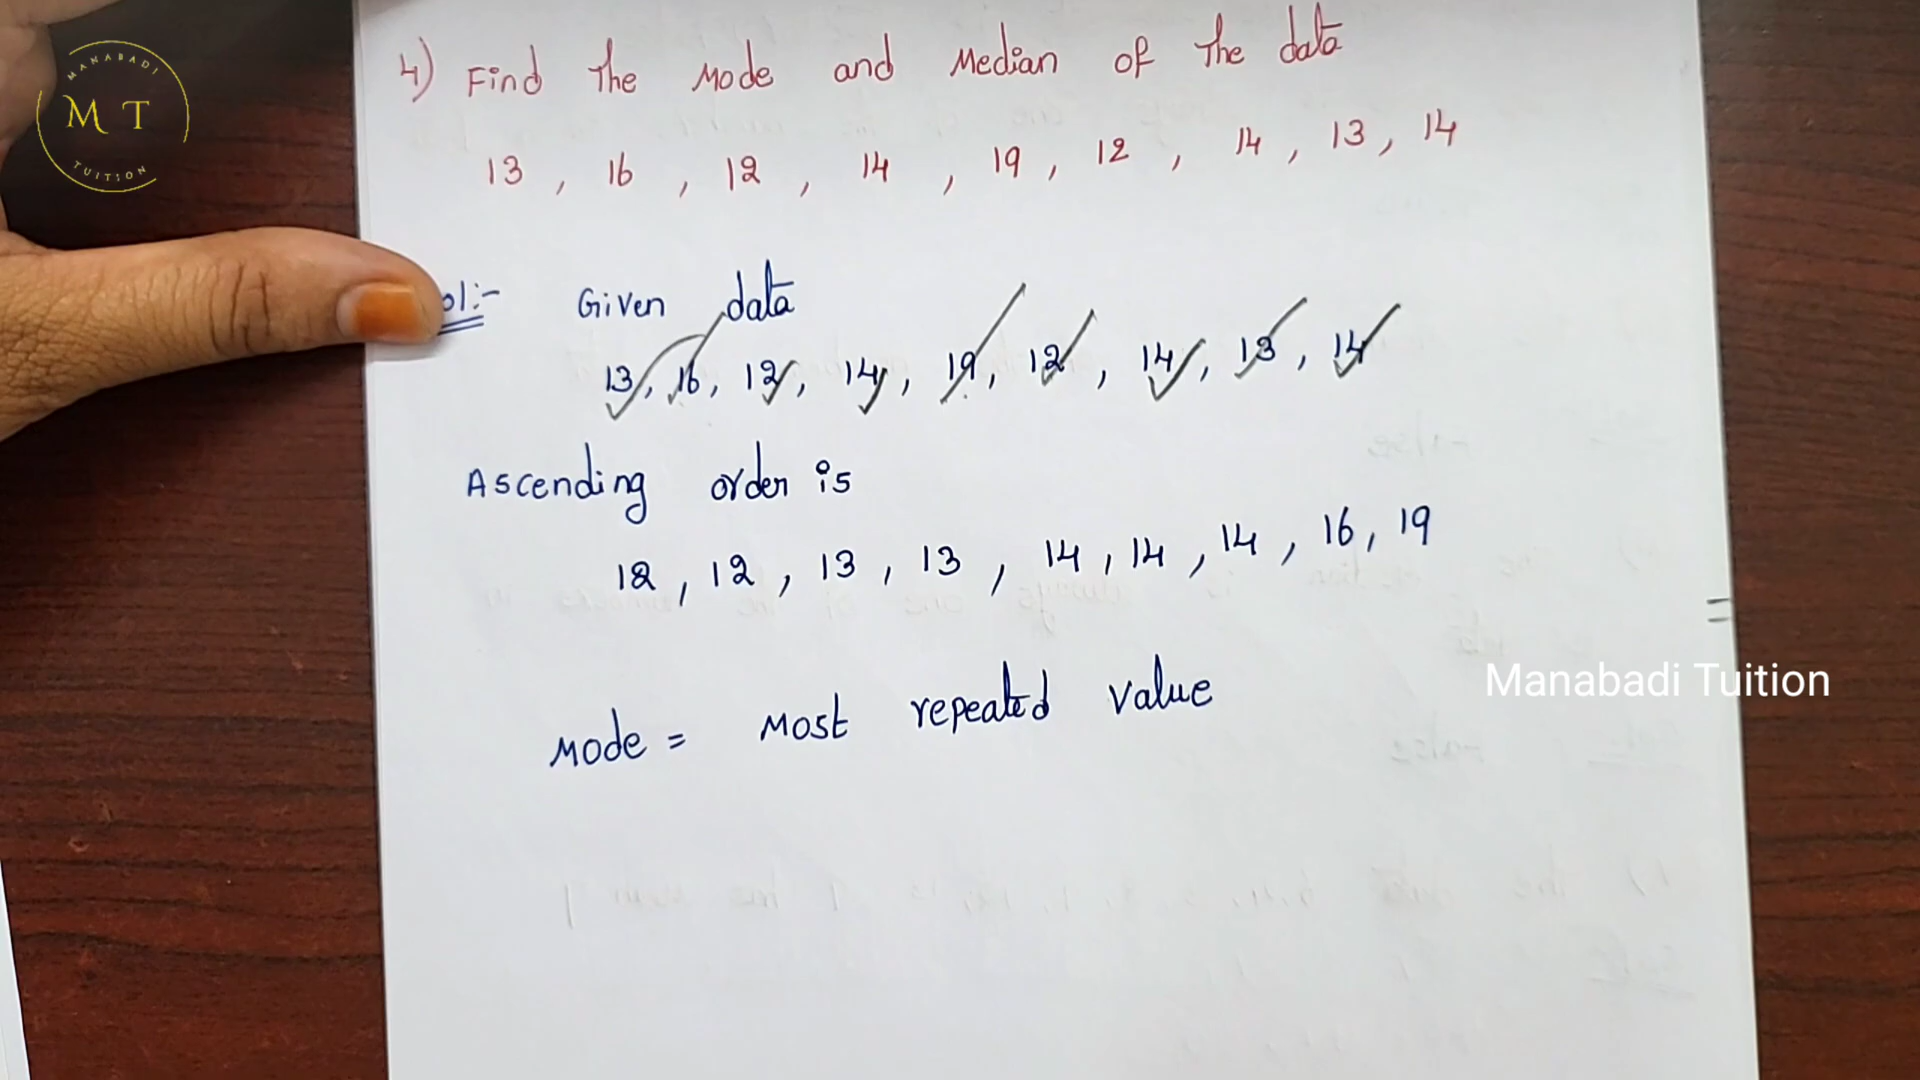 MANABADI
M T
TUITION
4) Find the Mode and Median of the data
13, 16, 12, 14, 19, 12, 14, 13, 14
ol:- Given data
13, 16, 12, 14, 19, 12, 14, 13, 14
Ascending order is
12, 12, 13, 13, 14, 14, 14, 16, 19
=
Manabadi Tuition
Mode = Most repeated value